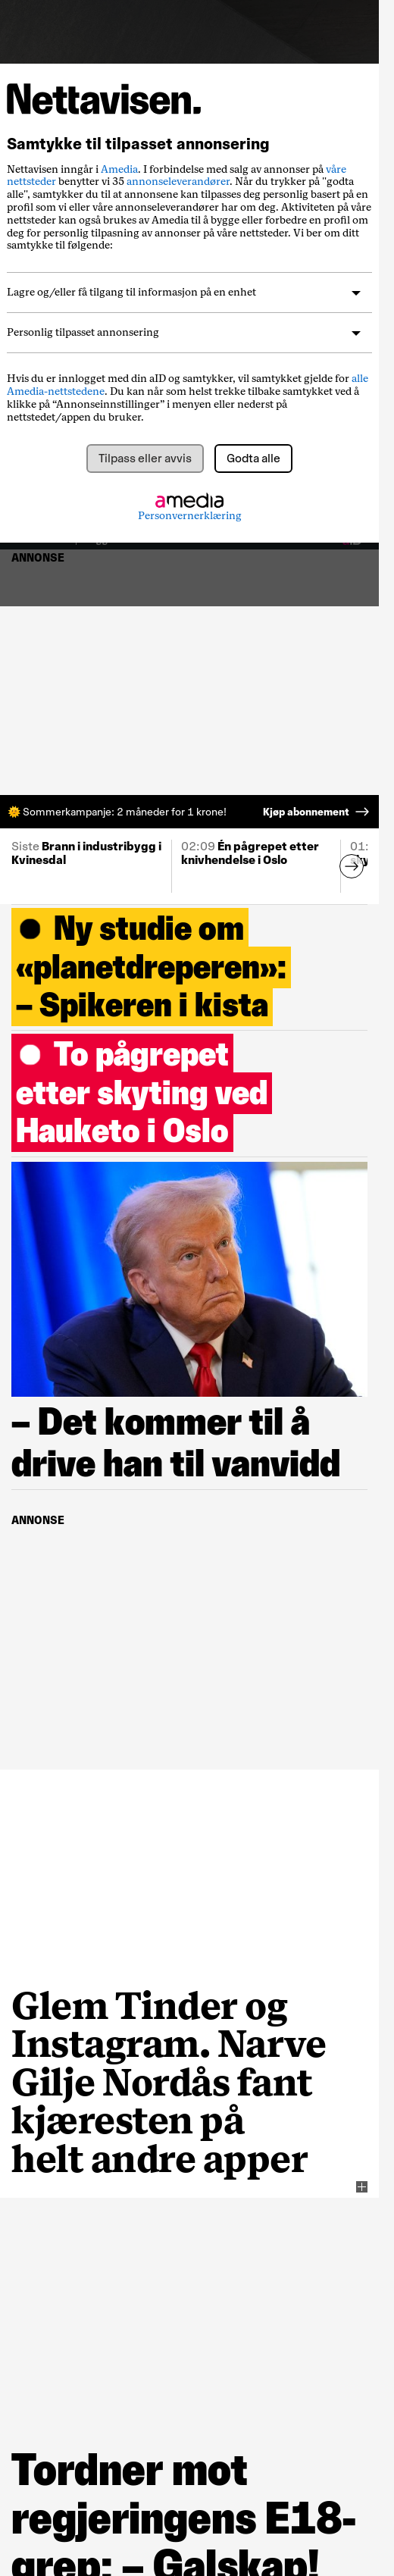 Nettavisen.
Samtykke til tilpasset annonsering
Nettavisen inngår i Amedia. I forbindelse med salg av annonser på våre
nettsteder benytter vi 35 annonseleverandører. Når du trykker på "godta
alle", samtykker du til at annonsene kan tilpasses deg personlig basert på en
profil som vi eller våre annonseleverandører har om deg. Aktiviteten på våre
nettsteder kan også brukes av Amedia til å bygge eller forbedre en profil om
deg for personlig tilpasning av annonser på våre nettsteder. Vi ber om ditt
samtykke til følgende:
Lagre og/eller få tilgang til informasjon på en enhet
Personlig tilpasset annonsering
Hvis du er innlogget med din aID og samtykker, vil samtykket gjelde for alle
Amedia-nettstedene. Du kan når som helst trekke tilbake samtykket ved å
klikke på “Annonseinnstillinger” i menyen eller nederst på
nettstedet/appen du bruker.
Tilpass eller avvis
Godta alle
amedia
Personvernerklæring
ANNONSE
Sommerkampanje: 2 måneder for 1 krone!
Kjøp abonnement
Siste Brann i industribygg i
Kvinesdal
02:09 Én pågrepet etter
knivhendelse i Oslo
01:
Ny studie om
«planetdreperen»:
– Spikeren i kista
To pågrepet
etter skyting ved
Hauketo i Oslo
– Det kommer til å
drive han til vanvidd
ANNONSE
Glem Tinder og
Instagram. Narve
Gilje Nordås fant
kjæresten på
helt andre apper
Tordner mot
regjeringens E18-
grep: – Galskap!